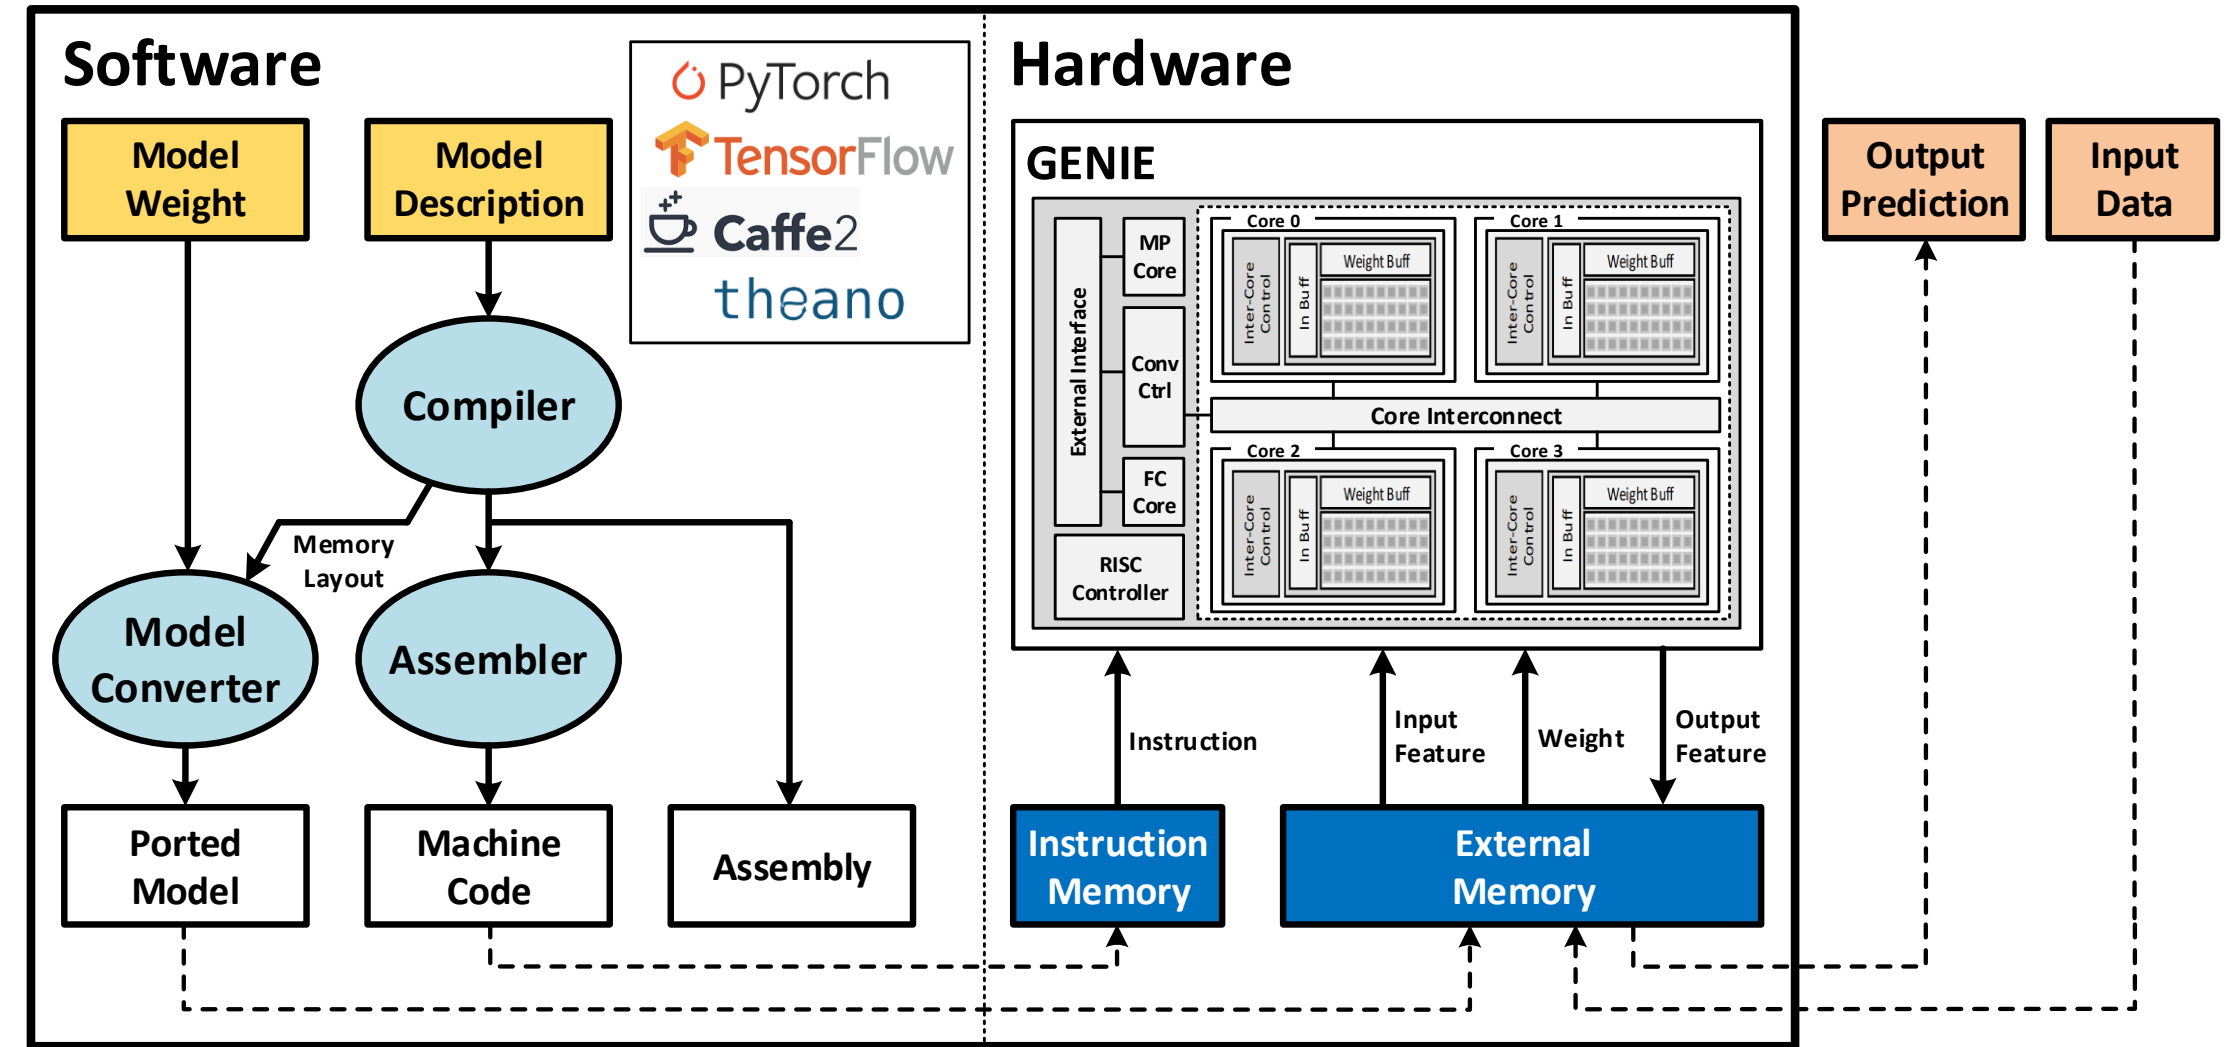 Software
PyTorch
TensorFlow
Caffe2
theano
Model
Weight
Model
Description
Compiler
Memory
Layout
Model
Converter
Assembler
Ported
Model
Machine
Code
Assembly
Hardware
GENIE
External Interface
MP
Core
Conv
Ctrl
FC
Core
RISC
Controller
Core 0
Inter-Core
Control
In Buff
Weight Buff
Core 1
Inter-Core
Control
In Buff
Weight Buff
Core Interconnect
Core 2
Inter-Core
Control
In Buff
Weight Buff
Core 3
Inter-Core
Control
In Buff
Weight Buff
Instruction
Input
Feature
Weight
Output
Feature
Instruction
Memory
External
Memory
Output
Prediction
Input
Data